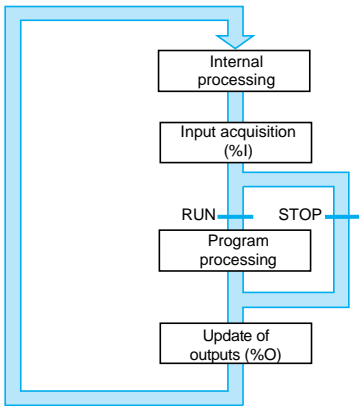 Internal
processing
Input acquisition
(%I)
RUN
STOP
Program
processing
Update of
outputs (%O)